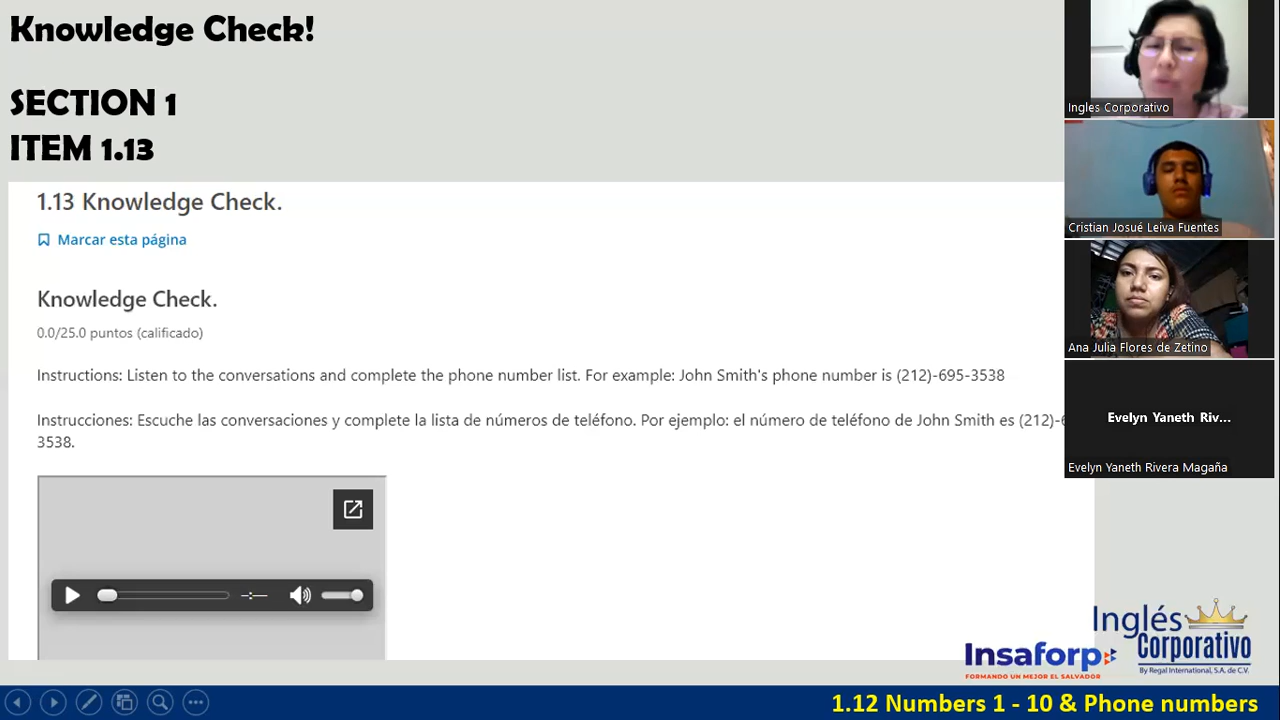 Knowledge Check!
SECTION 1
ITEM 1.13
1.13 Knowledge Check.
Marcar esta página
Knowledge Check.
0.0/25.0 puntos (calificado)
Instructions: Listen to the conversations and complete the phone number list. For example: John Smith's phone number is (212)-695-3538
Instrucciones: Escuche las conversaciones y complete la lista de números de teléfono. Por ejemplo: el número de teléfono de John Smith es (212)-
3538.
Ingles Corporativo
Cristian Josué Leiva Fuentes
Ana Julia Flores de Zetino
Evelyn Yaneth Riv...
Evelyn Yaneth Rivera Magaña
Insaforp
FORMANDO UN MEJOR EL SALVADOR
Inglés
Corporativo
By Regal International, S.A. de C.V.
1.12 Numbers 1 - 10 & Phone numbers